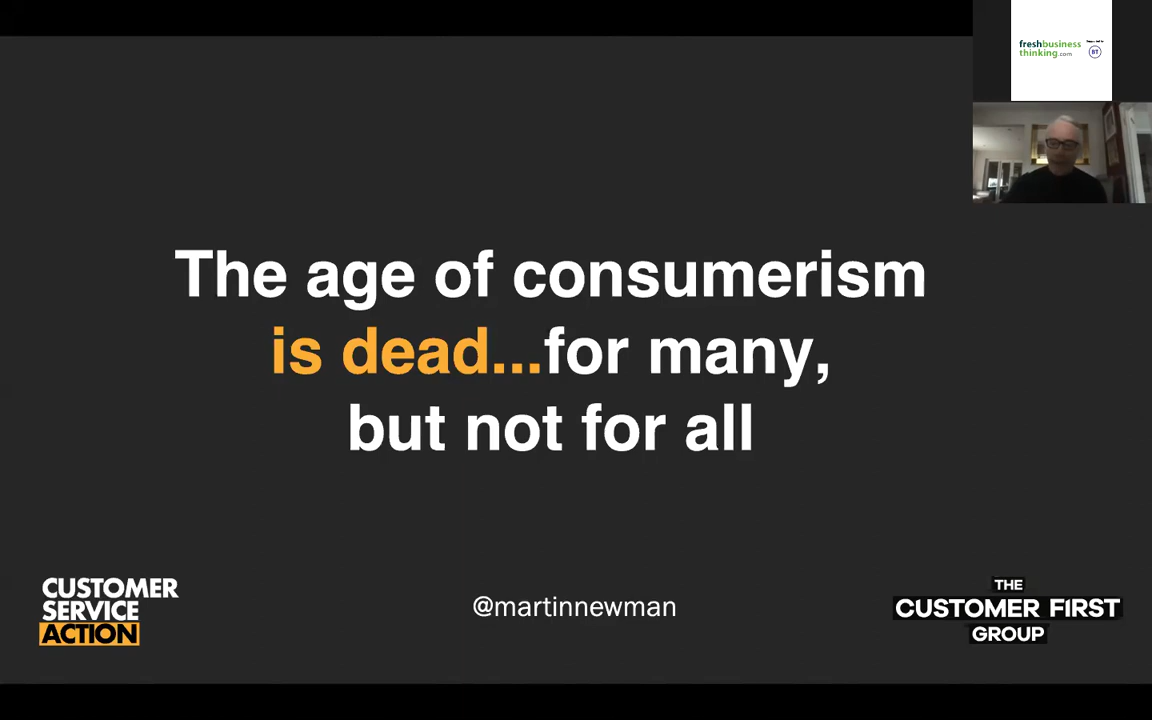 freshbusiness
thinking.com
BT
The age of consumerism
is dead...for many,
but not for all
CUSTOMER
SERVICE
ACTION
@martinnewman
THE
CUSTOMER FIRST
GROUP